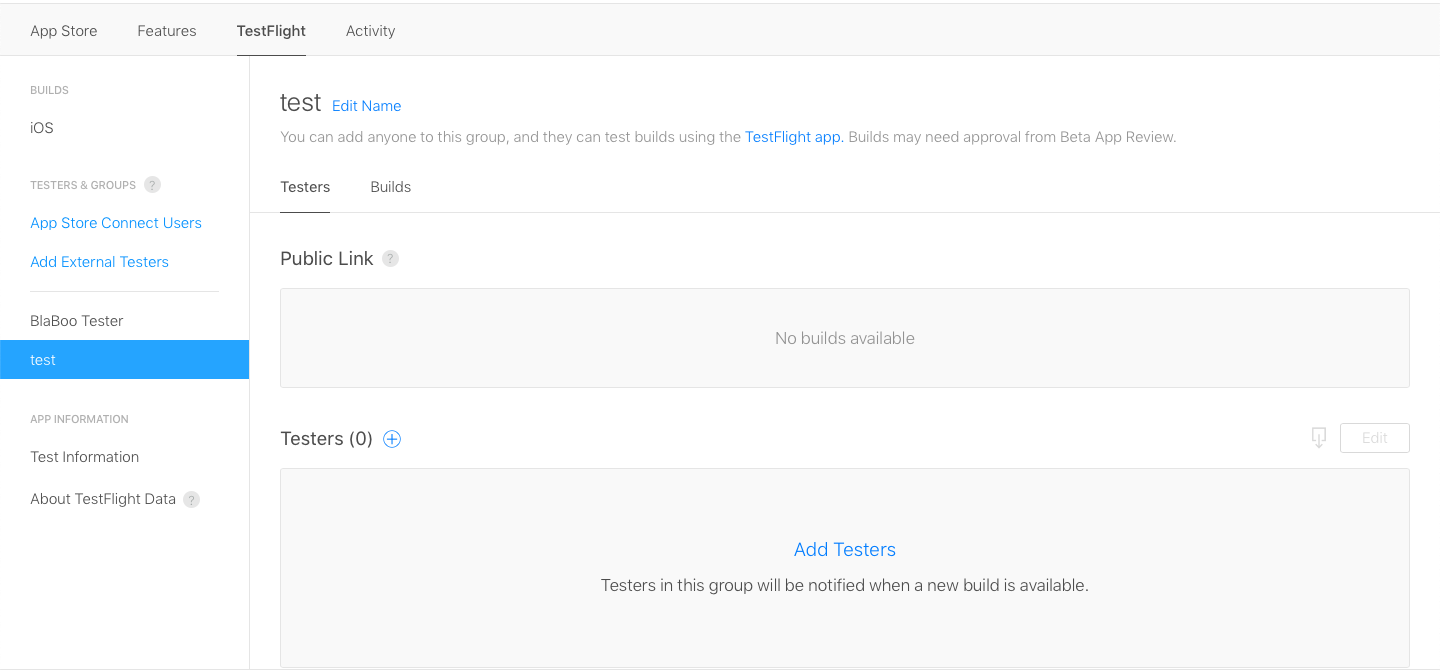 App Store Features TestFlight Activity
BUILDS
iOS
TESTERS & GROUPS ?
App Store Connect Users
Add External Testers
BlaBoo Tester
test
APP INFORMATION
Test Information
About TestFlight Data ?
test Edit Name
You can add anyone to this group, and they can test builds using the TestFlight app. Builds may need approval from Beta App Review.
Testers Builds
Public Link ?
No builds available
Testers (0)
Edit
Add Testers
Testers in this group will be notified when a new build is available.